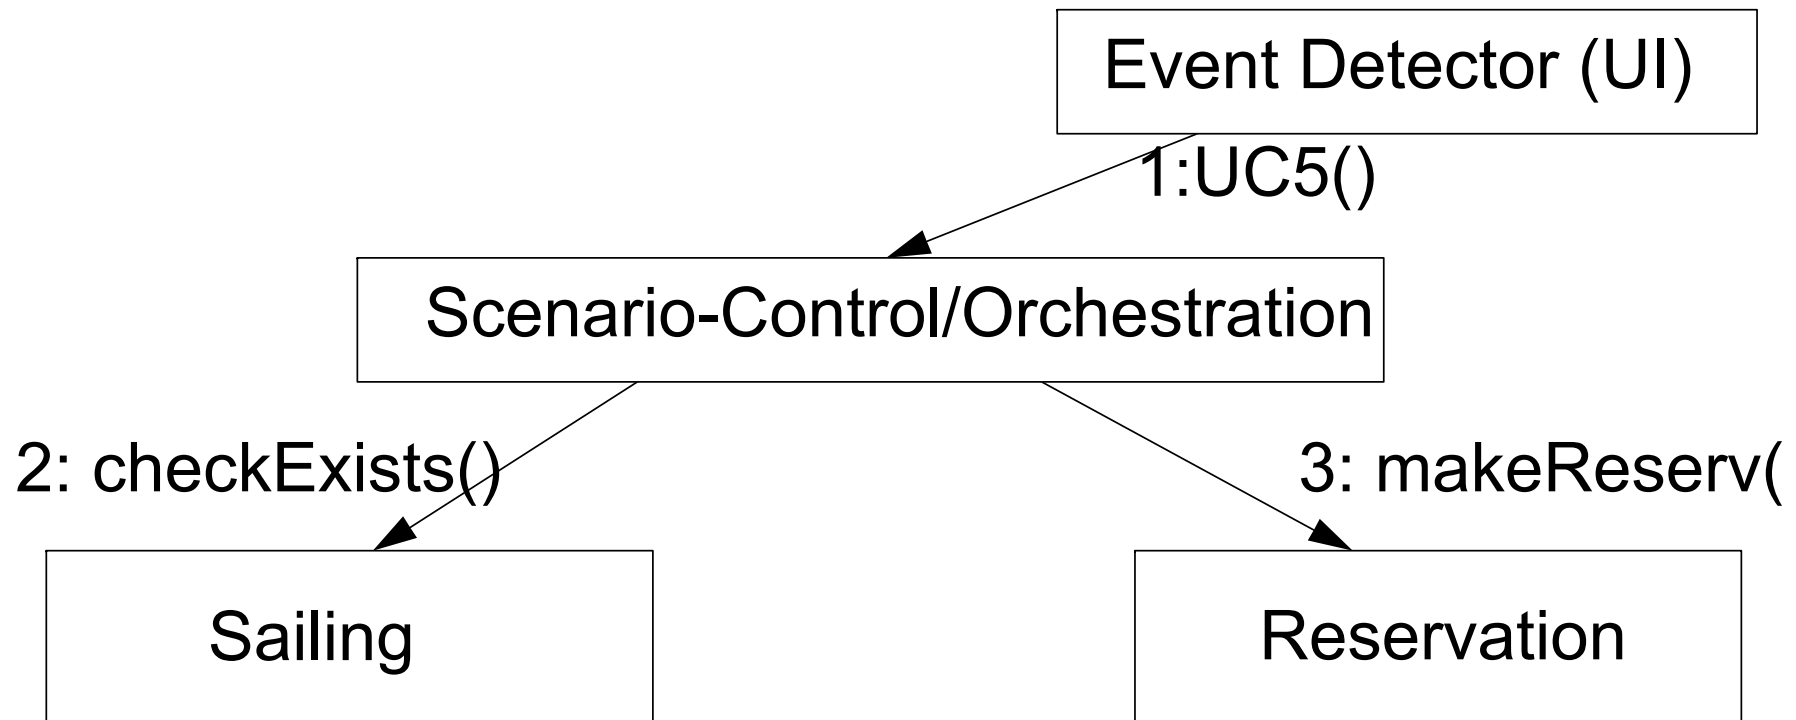 Event Detector (UI)
1:UC5()
Scenario-Control/Orchestration
2: checkExists()
3: makeReserv(
Sailing
Reservation